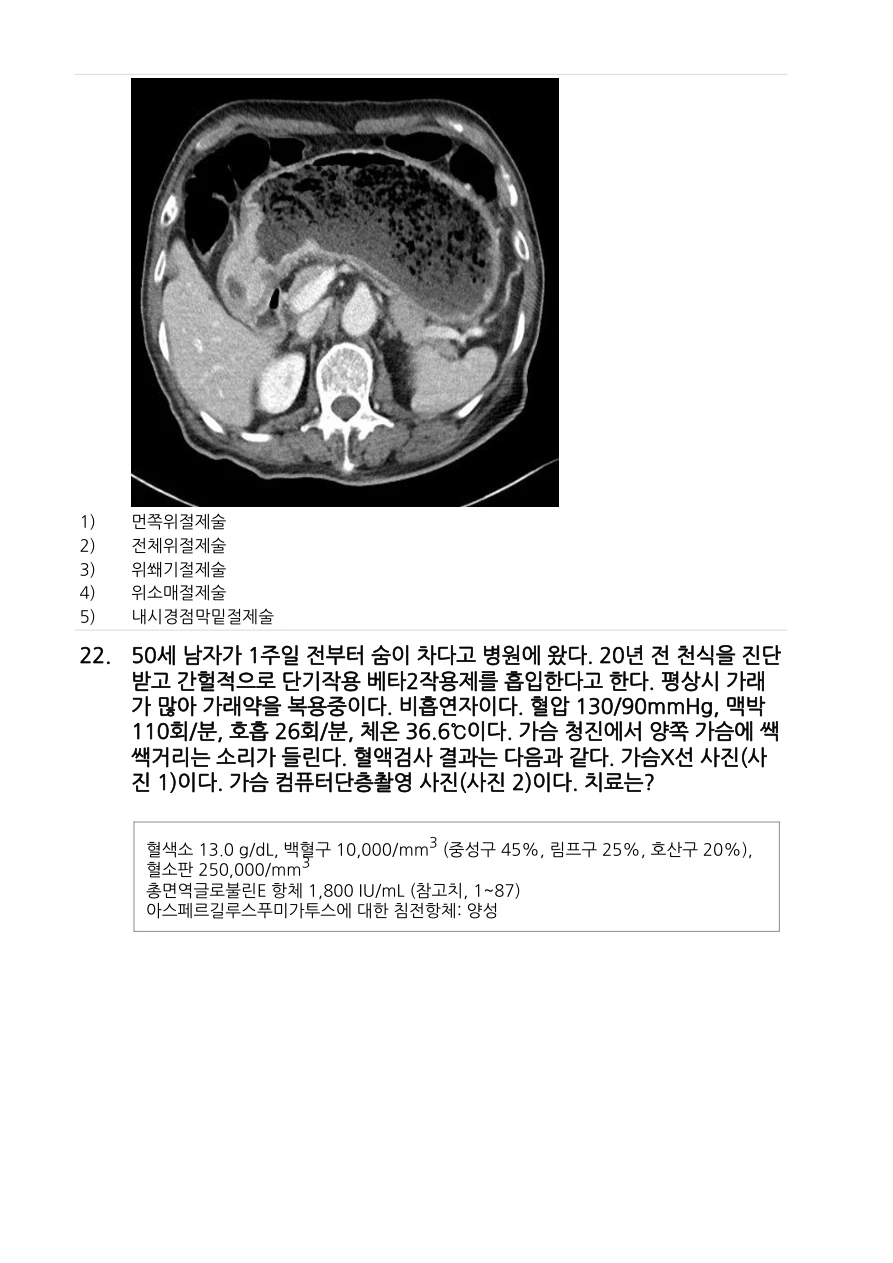 1) 먼쪽위절제술
2) 전체위절제술
3) 위쐐기절제술
4) 위소매절제술
5) 내시경점막밑절제술
22. 50세 남자가 1주일 전부터 숨이 차다고 병원에 왔다. 20년 전 천식을 진단
받고 간헐적으로 단기작용 베타2작용제를 흡입한다고 한다. 평상시 가래
가 많아 가래약을 복용중이다. 비흡연자이다. 혈압 130/90mmHg, 맥박
110회/분, 호흡 26회/분, 체온 36.6℃이다. 가슴 청진에서 양쪽 가슴에 쌕
쌕거리는 소리가 들린다. 혈액검사 결과는 다음과 같다. 가슴X선 사진(사
진 1)이다. 가슴 컴퓨터단층촬영 사진(사진 2)이다. 치료는?
혈색소 13.0 g/dL, 백혈구 10,000/mm³ (중성구 45%, 림프구 25%, 호산구 20%),
혈소판 250,000/mm³
총면역글로불린E 항체 1,800 IU/mL (참고치, 1~87)
아스페르길루스푸미가투스에 대한 침전항체: 양성